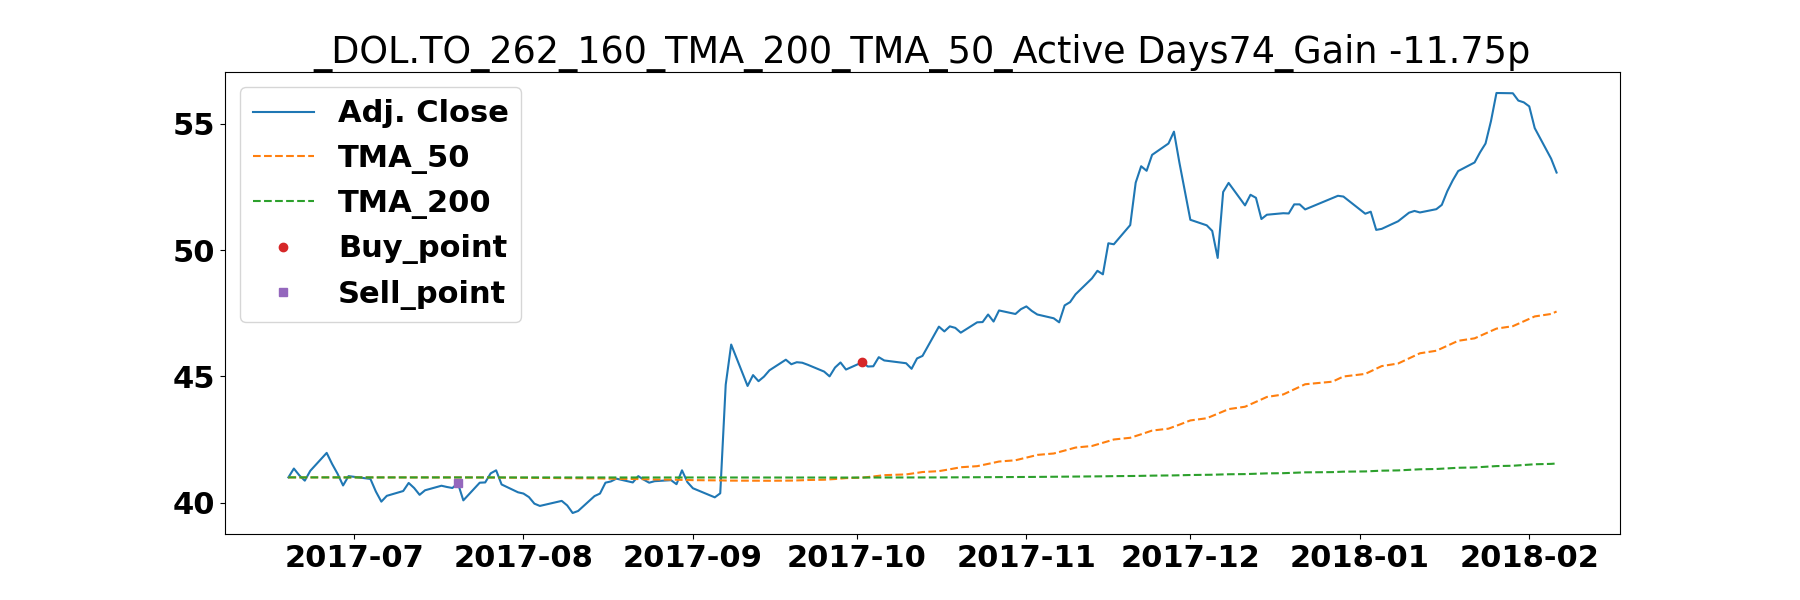 _DOL.TO_262_160_TMA_200_TMA_50_Active Days74_Gain -11.75p
Adj. Close
TMA_50
TMA_200
Buy_point
Sell_point
55
50
45
40
2017-07 2017-08 2017-09 2017-10 2017-11 2017-12 2018-01 2018-02